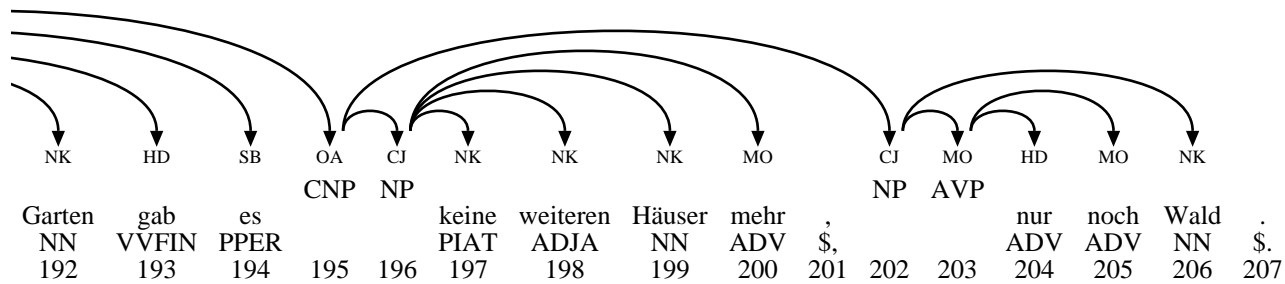 NK HD SB OA CJ NK NK NK MO CJ MO HD MO NK
CNP NP NP AVP
Garten gab es keine weiteren Häuser mehr , nur noch Wald .
NN VVFIN PPER PIAT ADJA NN ADV $, ADV ADV NN $.
192 193 194 195 196 197 198 199 200 201 202 203 204 205 206 207